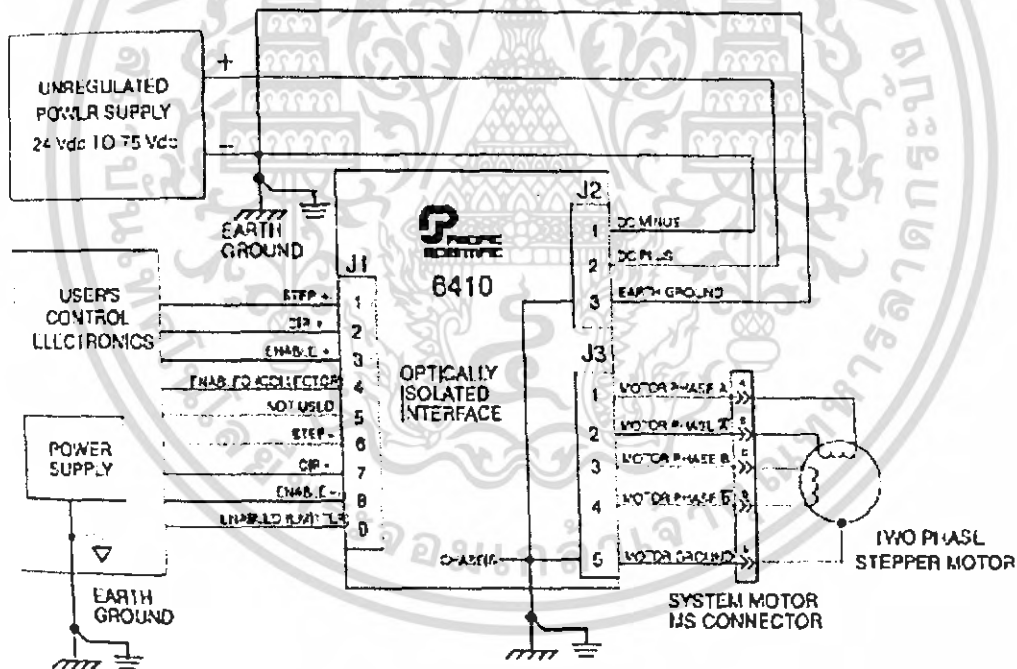 UNREGULATED
POWER SUPPLY
24 Vdc TO 75 Vdc
+
−
EARTH
GROUND
USER'S
CONTROL
ELECTRONICS
POWER
SUPPLY
EARTH
GROUND
J1
STEP + 1
DIR + 2
ENABLE + 3
ENABLED (COLLECTOR) 4
NOT USED 5
STEP - 6
7
ENABLE - 8
9
PACIFIC
SCIENTIFIC
6410
OPTICALLY
ISOLATED
INTERFACE
J2
1 DC MINUS
2 DC PLUS
3 EARTH GROUND
J3
1 MOTOR PHASE A
2 MOTOR PHASE A̅
3 MOTOR PHASE B
4 MOTOR PHASE B̅
5 MOTOR GROUND
CHASSIS
SYSTEM MOTOR
MS CONNECTOR
TWO PHASE
STEPPER MOTOR